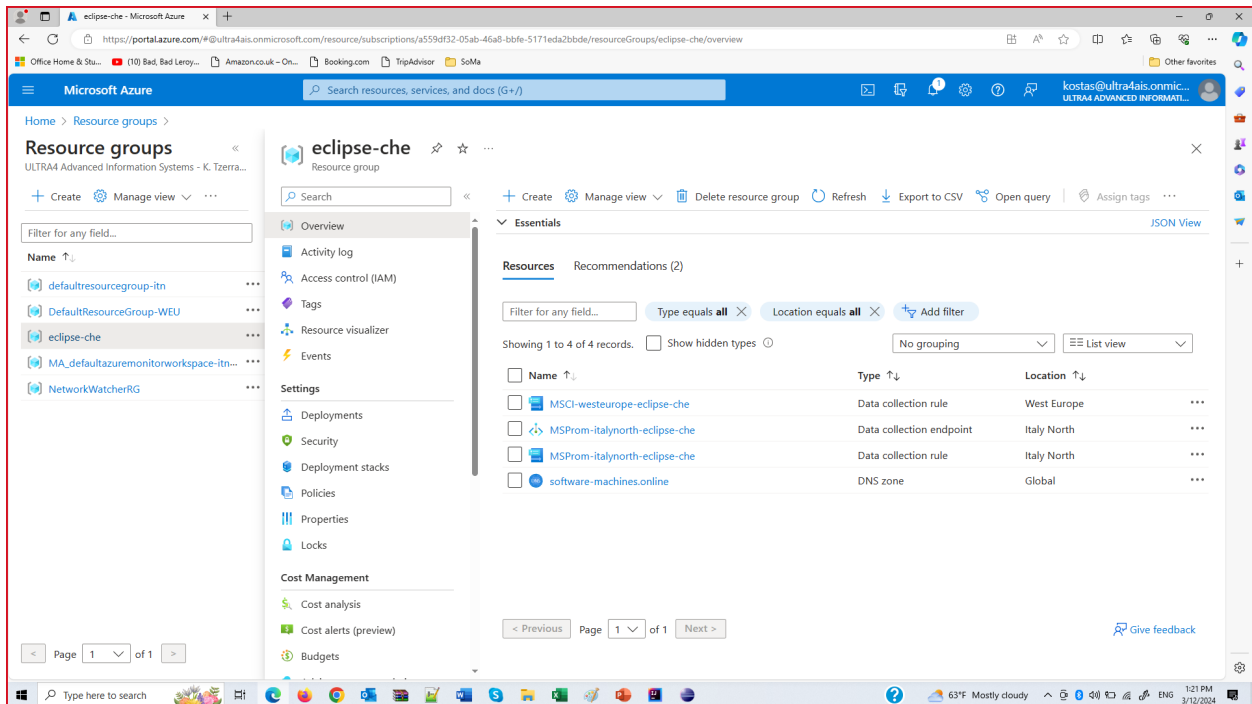 eclipse-che - Microsoft Azure
https://portal.azure.com/#@ultra4ais.onmicrosoft.com/resource/subscriptions/a559df32-05ab-46a8-bbfe-5171eda2bbde/resourceGroups/eclipse-che/overview
Office Home & Stu... (10) Bad, Bad Leroy... Amazon.co.uk – On... Booking.com TripAdvisor SoMa Other favorites
Microsoft Azure Search resources, services, and docs (G+/) 1 kostas@ultra4ais.onmic...
ULTRA4 ADVANCED INFORMATI...
Home > Resource groups >
Resource groups «
ULTRA4 Advanced Information Systems - K. Tzerra...
+ Create Manage view ...
Filter for any field...
Name ↑↓
defaultresourcegroup-itn ...
DefaultResourceGroup-WEU ...
eclipse-che ...
MA_defaultazuremonitorworkspace-itn... ...
NetworkWatcherRG ...
< Page 1 of 1 >
eclipse-che ...
Resource group
Search «
Overview
Activity log
Access control (IAM)
Tags
Resource visualizer
Events
Settings
Deployments
Security
Deployment stacks
Policies
Properties
Locks
Cost Management
Cost analysis
Cost alerts (preview)
Budgets
+ Create Manage view Delete resource group Refresh Export to CSV Open query Assign tags ...
Essentials JSON View
Resources Recommendations (2)
Filter for any field... Type equals all Location equals all Add filter
Showing 1 to 4 of 4 records. Show hidden types No grouping List view
Name ↑↓ Type ↑↓ Location ↑↓
MSCI-westeurope-eclipse-che Data collection rule West Europe ...
MSProm-italynorth-eclipse-che Data collection endpoint Italy North ...
MSProm-italynorth-eclipse-che Data collection rule Italy North ...
software-machines.online DNS zone Global ...
< Previous Page 1 of 1 Next > Give feedback
Type here to search 63°F Mostly cloudy ENG 1:21 PM
3/12/2024